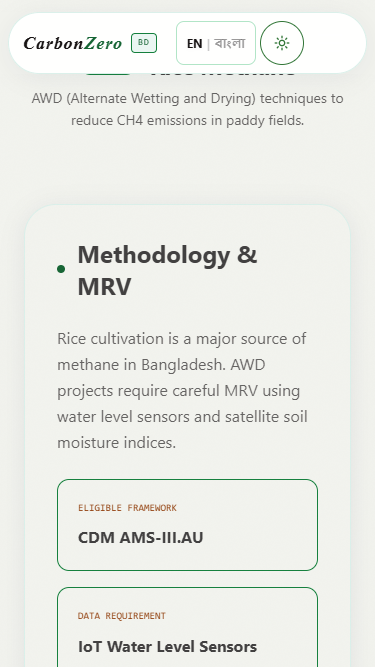 CarbonZero BD EN | বাংলা
AWD (Alternate Wetting and Drying) techniques to
reduce CH4 emissions in paddy fields.
Methodology &
MRV
Rice cultivation is a major source of
methane in Bangladesh. AWD
projects require careful MRV using
water level sensors and satellite soil
moisture indices.
ELIGIBLE FRAMEWORK
CDM AMS-III.AU
DATA REQUIREMENT
IoT Water Level Sensors